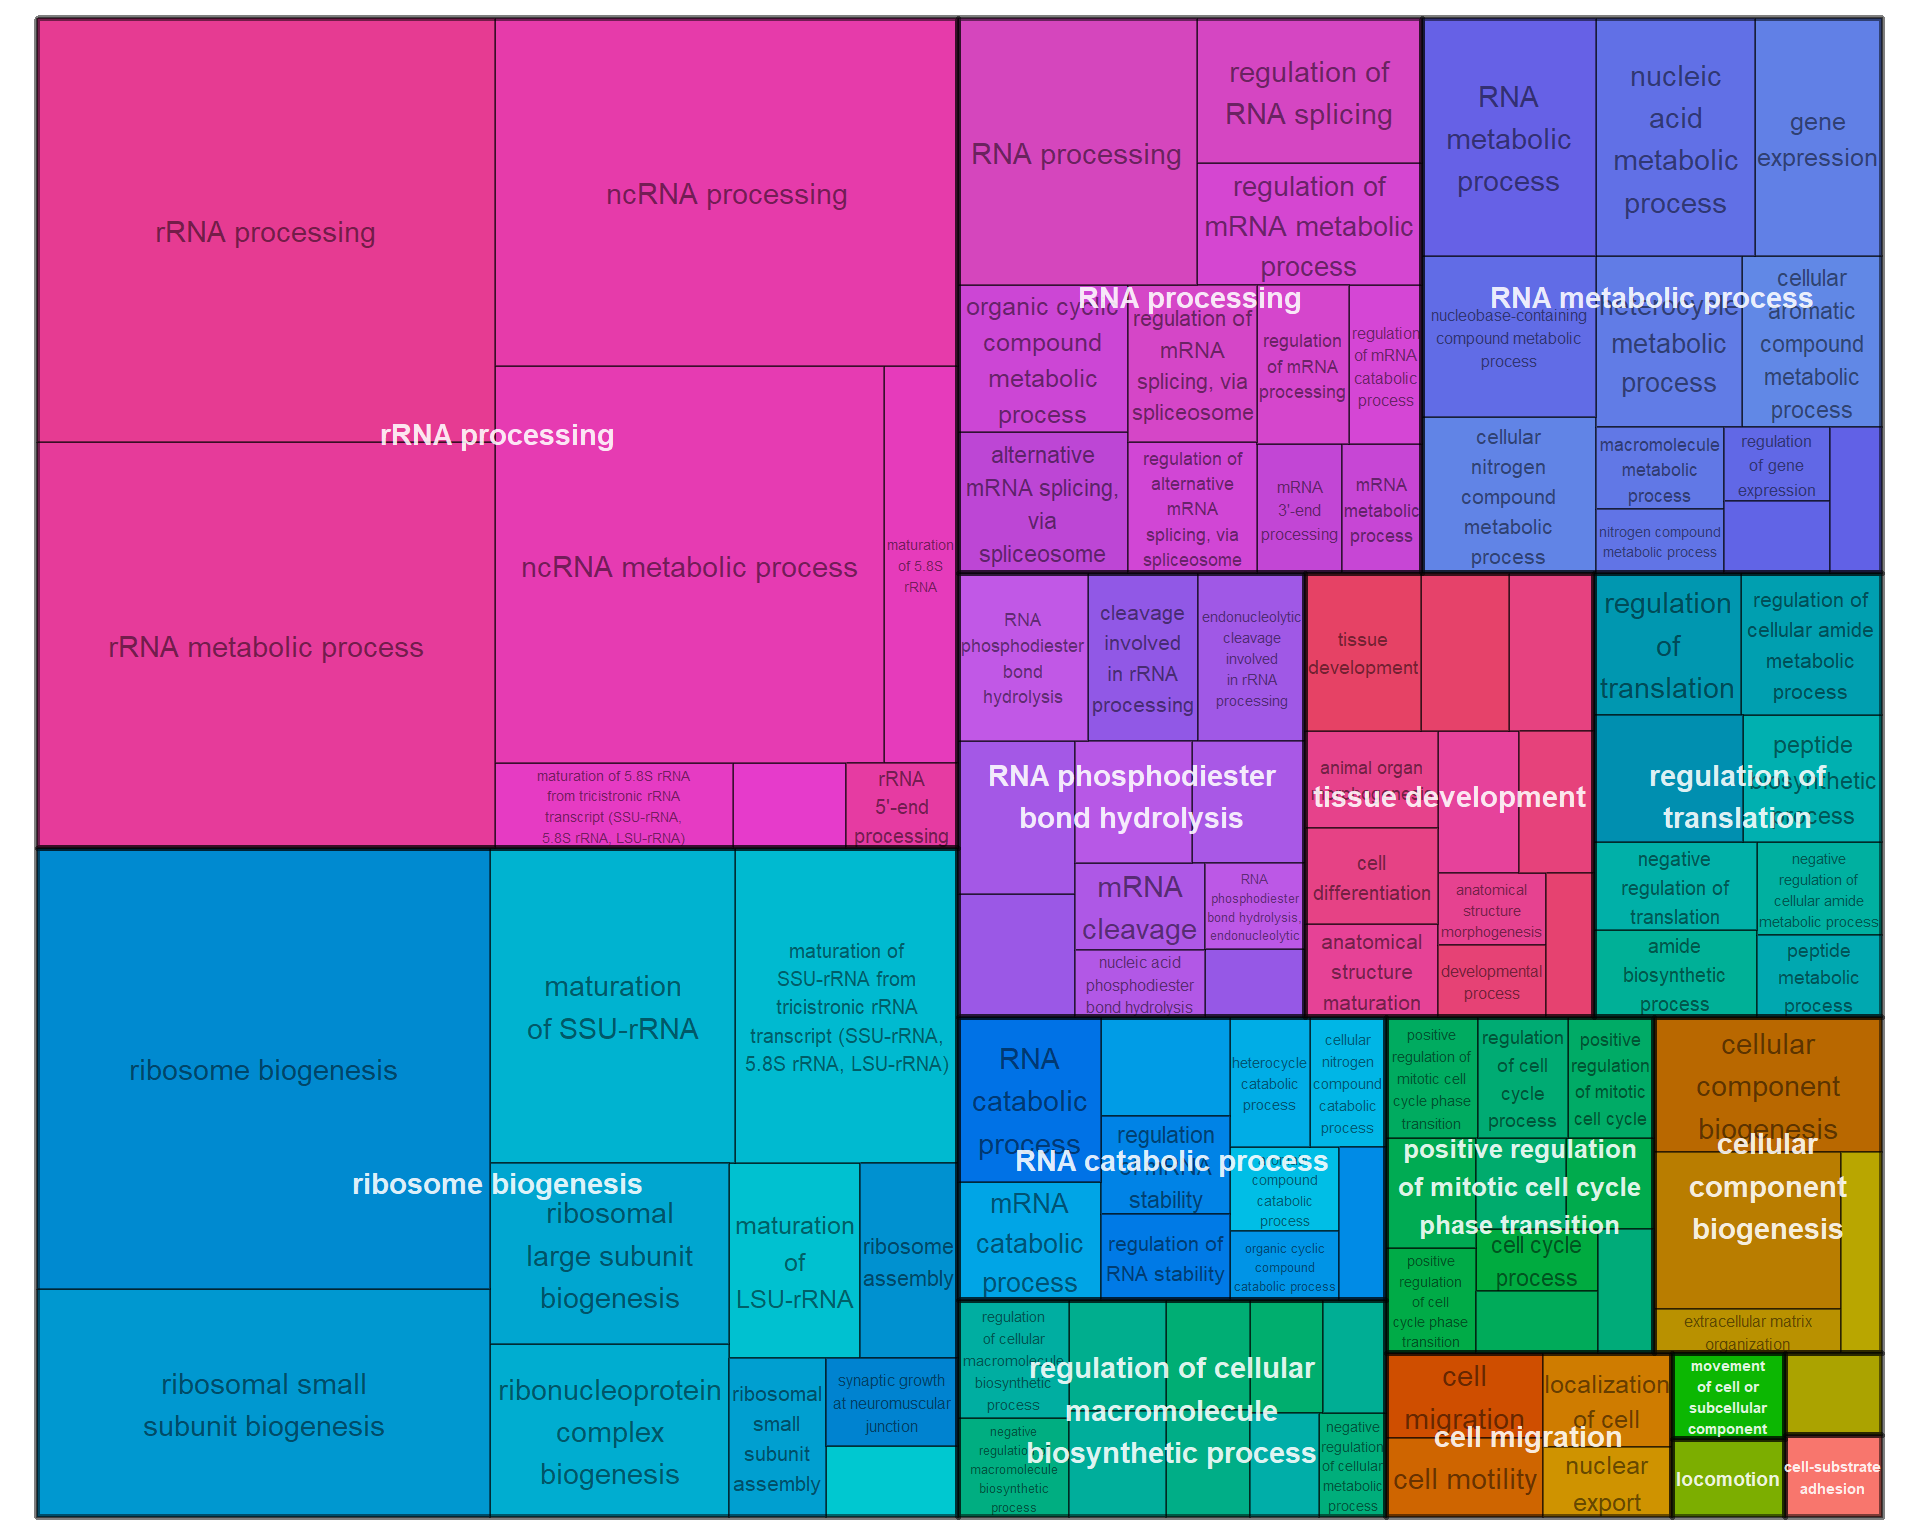 rRNA processing
ncRNA processing
rRNA metabolic process
ncRNA metabolic process
maturation
of 5.8S
rRNA
maturation of 5.8S rRNA
from tricistronic rRNA
transcript (SSU-rRNA,
5.8S rRNA, LSU-rRNA)
rRNA
5'-end
processing
rRNA processing
ribosome biogenesis
maturation
of SSU-rRNA
maturation of
SSU-rRNA from
tricistronic rRNA
transcript (SSU-rRNA,
5.8S rRNA, LSU-rRNA)
ribosomal small
subunit biogenesis
ribosomal
large subunit
biogenesis
maturation
of
LSU-rRNA
ribosome
assembly
ribonucleoprotein
complex
biogenesis
ribosomal
small
subunit
assembly
synaptic growth
at neuromuscular
junction
ribosome biogenesis
RNA processing
regulation of
RNA splicing
regulation of
mRNA metabolic
process
organic cyclic
compound
metabolic
process
regulation of
mRNA
splicing, via
spliceosome
regulation
of mRNA
processing
regulation
of mRNA
catabolic
process
alternative
mRNA splicing,
via
spliceosome
regulation of
alternative
mRNA
splicing, via
spliceosome
mRNA
3'-end
processing
mRNA
metabolic
process
RNA processing
RNA
metabolic
process
nucleic
acid
metabolic
process
gene
expression
nucleobase-containing
compound metabolic
process
heterocycle
metabolic
process
cellular
aromatic
compound
metabolic
process
cellular
nitrogen
compound
metabolic
process
macromolecule
metabolic
process
regulation
of gene
expression
nitrogen compound
metabolic process
RNA metabolic process
RNA
phosphodiester
bond
hydrolysis
cleavage
involved
in rRNA
processing
endonucleolytic
cleavage
involved
in rRNA
processing
mRNA
cleavage
RNA
phosphodiester
bond hydrolysis,
endonucleolytic
nucleic acid
phosphodiester
bond hydrolysis
RNA phosphodiester
bond hydrolysis
tissue
development
animal organ
cell
differentiation
anatomical
structure
maturation
anatomical
structure
morphogenesis
developmental
process
tissue development
regulation
of
translation
regulation of
cellular amide
metabolic
process
peptide
biosynthetic
process
negative
regulation of
translation
negative
regulation of
cellular amide
metabolic process
amide
biosynthetic
process
peptide
metabolic
process
regulation of
translation
RNA
catabolic
process
heterocycle
catabolic
process
cellular
nitrogen
compound
catabolic
process
regulation
of mRNA
stability
compound
catabolic
process
mRNA
catabolic
process
regulation of
RNA stability
organic cyclic
compound
catabolic process
RNA catabolic process
positive
regulation of
mitotic cell
cycle phase
transition
regulation
of cell
cycle
process
positive
regulation
of mitotic
cell cycle
positive
regulation
of cell
cycle phase
transition
cell cycle
process
positive regulation
of mitotic cell cycle
phase transition
cellular
component
biogenesis
extracellular matrix
organization
cellular
component
biogenesis
regulation
of cellular
macromolecule
biosynthetic
process
negative
regulation of
macromolecule
biosynthetic
process
negative
regulation
of cellular
metabolic
process
regulation of cellular
macromolecule
biosynthetic process
cell
migration
localization
of cell
cell motility
nuclear
export
cell migration
movement
of cell or
subcellular
component
locomotion
cell-substrate
adhesion